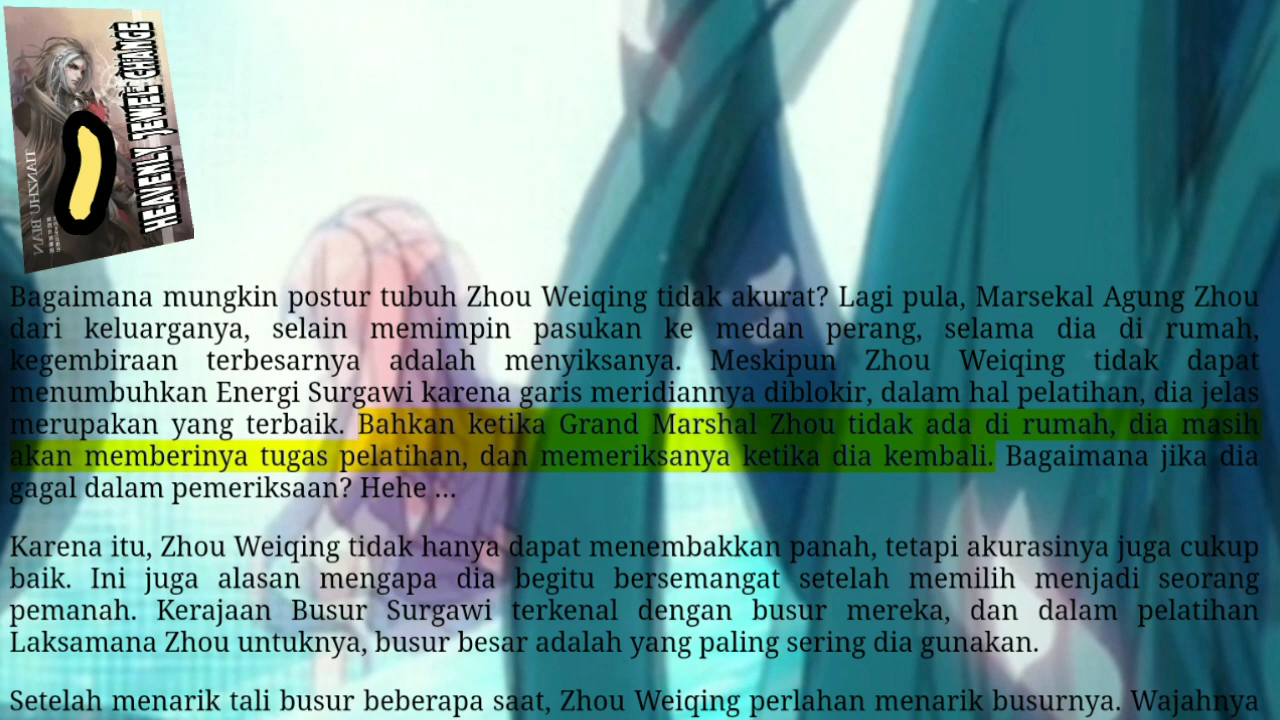 HEAVENLY JEWEL CHANGE
TIANZHU BIAN
Bagaimana mungkin postur tubuh Zhou Weiqing tidak akurat? Lagi pula, Marsekal Agung Zhou
dari keluarganya, selain memimpin pasukan ke medan perang, selama dia di rumah,
kegembiraan terbesarnya adalah menyiksanya. Meskipun Zhou Weiqing tidak dapat
menumbuhkan Energi Surgawi karena garis meridiannya diblokir, dalam hal pelatihan, dia jelas
merupakan yang terbaik. Bahkan ketika Grand Marshal Zhou tidak ada di rumah, dia masih
akan memberinya tugas pelatihan, dan memeriksanya ketika dia kembali. Bagaimana jika dia
gagal dalam pemeriksaan? Hehe ...
Karena itu, Zhou Weiqing tidak hanya dapat menembakkan panah, tetapi akurasinya juga cukup
baik. Ini juga alasan mengapa dia begitu bersemangat setelah memilih menjadi seorang
pemanah. Kerajaan Busur Surgawi terkenal dengan busur mereka, dan dalam pelatihan
Laksamana Zhou untuknya, busur besar adalah yang paling sering dia gunakan.
Setelah menarik tali busur beberapa saat, Zhou Weiqing perlahan menarik busurnya. Wajahnya